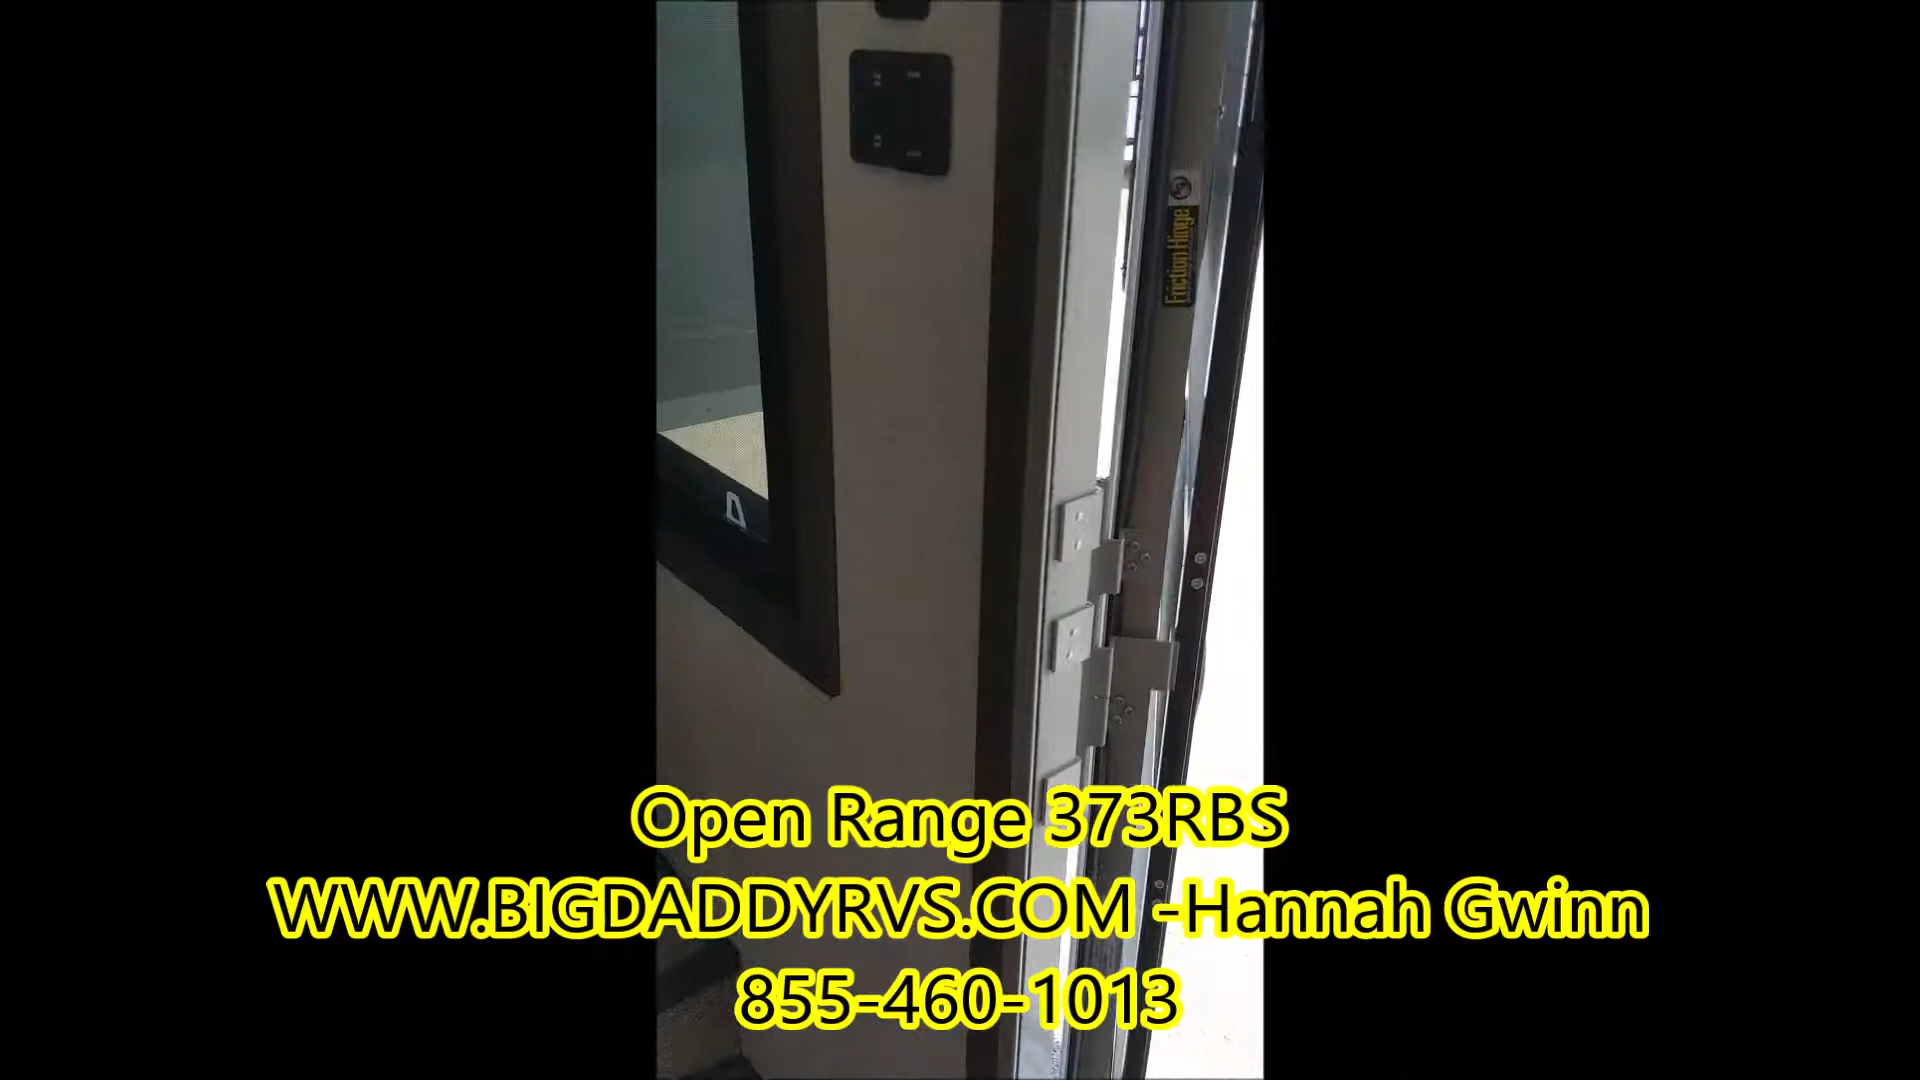 Friction Hinge
Open Range 373RBS
WWW.BIGDADDYRVS.COM -Hannah Gwinn
855-460-1013